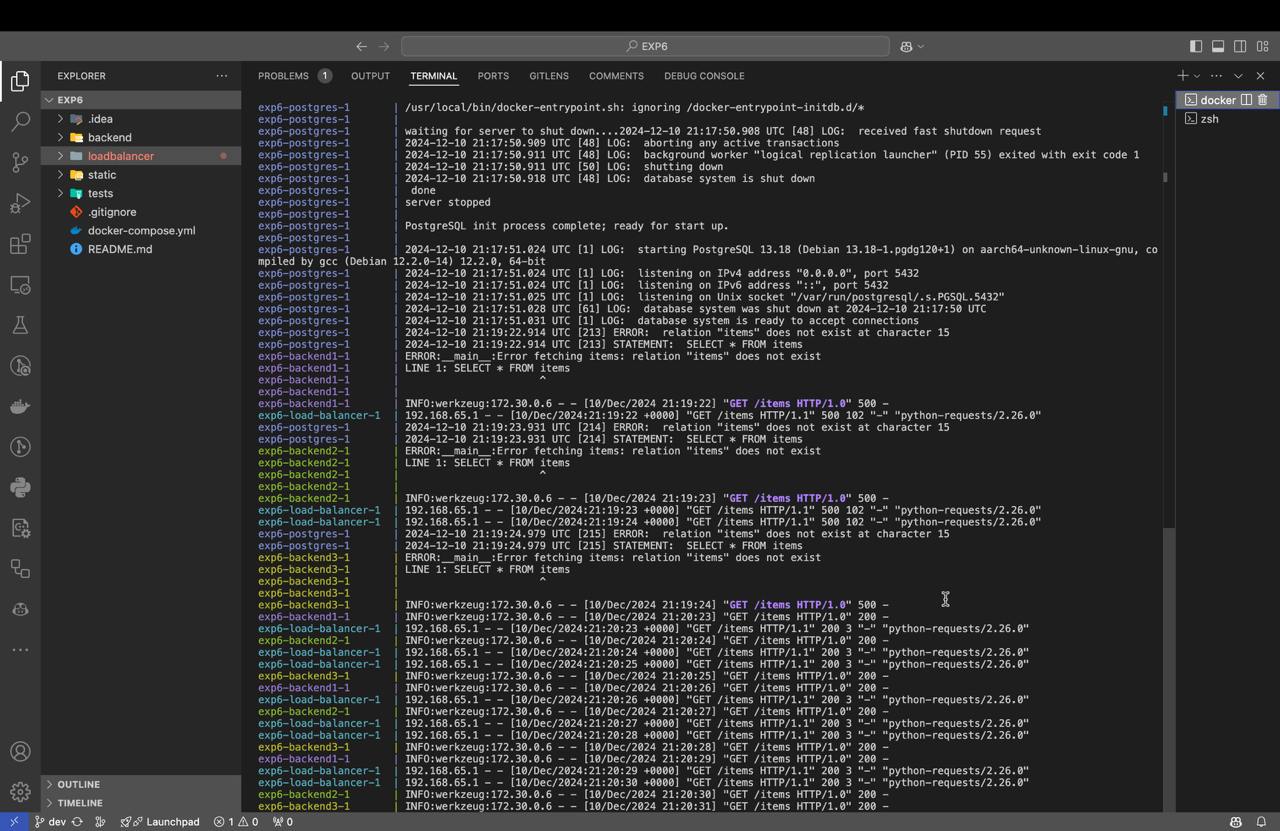 EXP6
EXPLORER
EXP6
.idea
backend
loadbalancer
static
tests
.gitignore
docker-compose.yml
README.md
OUTLINE
TIMELINE
PROBLEMS 1 OUTPUT TERMINAL PORTS GITLENS COMMENTS DEBUG CONSOLE
docker
zsh
exp6-postgres-1 | /usr/local/bin/docker-entrypoint.sh: ignoring /docker-entrypoint-initdb.d/*
exp6-postgres-1 |
exp6-postgres-1 | waiting for server to shut down....2024-12-10 21:17:50.908 UTC [48] LOG: received fast shutdown request
exp6-postgres-1 | 2024-12-10 21:17:50.909 UTC [48] LOG: aborting any active transactions
exp6-postgres-1 | 2024-12-10 21:17:50.911 UTC [48] LOG: background worker "logical replication launcher" (PID 55) exited with exit code 1
exp6-postgres-1 | 2024-12-10 21:17:50.911 UTC [50] LOG: shutting down
exp6-postgres-1 | 2024-12-10 21:17:50.918 UTC [48] LOG: database system is shut down
exp6-postgres-1 | done
exp6-postgres-1 | server stopped
exp6-postgres-1 |
exp6-postgres-1 | PostgreSQL init process complete; ready for start up.
exp6-postgres-1 |
exp6-postgres-1 | 2024-12-10 21:17:51.024 UTC [1] LOG: starting PostgreSQL 13.18 (Debian 13.18-1.pgdg120+1) on aarch64-unknown-linux-gnu, co
mpiled by gcc (Debian 12.2.0-14) 12.2.0, 64-bit
exp6-postgres-1 | 2024-12-10 21:17:51.024 UTC [1] LOG: listening on IPv4 address "0.0.0.0", port 5432
exp6-postgres-1 | 2024-12-10 21:17:51.024 UTC [1] LOG: listening on IPv6 address "::", port 5432
exp6-postgres-1 | 2024-12-10 21:17:51.025 UTC [1] LOG: listening on Unix socket "/var/run/postgresql/.s.PGSQL.5432"
exp6-postgres-1 | 2024-12-10 21:17:51.028 UTC [61] LOG: database system was shut down at 2024-12-10 21:17:50 UTC
exp6-postgres-1 | 2024-12-10 21:17:51.031 UTC [1] LOG: database system is ready to accept connections
exp6-postgres-1 | 2024-12-10 21:19:22.914 UTC [213] ERROR: relation "items" does not exist at character 15
exp6-postgres-1 | 2024-12-10 21:19:22.914 UTC [213] STATEMENT: SELECT * FROM items
exp6-backend1-1 | ERROR:__main__:Error fetching items: relation "items" does not exist
exp6-backend1-1 | LINE 1: SELECT * FROM items
exp6-backend1-1 | ^
exp6-backend1-1 |
exp6-backend1-1 | INFO:werkzeug:172.30.0.6 - - [10/Dec/2024 21:19:22] "GET /items HTTP/1.0" 500 -
exp6-load-balancer-1 | 192.168.65.1 - - [10/Dec/2024:21:19:22 +0000] "GET /items HTTP/1.1" 500 102 "-" "python-requests/2.26.0"
exp6-postgres-1 | 2024-12-10 21:19:23.931 UTC [214] ERROR: relation "items" does not exist at character 15
exp6-postgres-1 | 2024-12-10 21:19:23.931 UTC [214] STATEMENT: SELECT * FROM items
exp6-backend2-1 | ERROR:__main__:Error fetching items: relation "items" does not exist
exp6-backend2-1 | LINE 1: SELECT * FROM items
exp6-backend2-1 | ^
exp6-backend2-1 |
exp6-backend2-1 | INFO:werkzeug:172.30.0.6 - - [10/Dec/2024 21:19:23] "GET /items HTTP/1.0" 500 -
exp6-load-balancer-1 | 192.168.65.1 - - [10/Dec/2024:21:19:23 +0000] "GET /items HTTP/1.1" 500 102 "-" "python-requests/2.26.0"
exp6-load-balancer-1 | 192.168.65.1 - - [10/Dec/2024:21:19:24 +0000] "GET /items HTTP/1.1" 500 102 "-" "python-requests/2.26.0"
exp6-postgres-1 | 2024-12-10 21:19:24.979 UTC [215] ERROR: relation "items" does not exist at character 15
exp6-postgres-1 | 2024-12-10 21:19:24.979 UTC [215] STATEMENT: SELECT * FROM items
exp6-backend3-1 | ERROR:__main__:Error fetching items: relation "items" does not exist
exp6-backend3-1 | LINE 1: SELECT * FROM items
exp6-backend3-1 | ^
exp6-backend3-1 |
exp6-backend3-1 | INFO:werkzeug:172.30.0.6 - - [10/Dec/2024 21:19:24] "GET /items HTTP/1.0" 500 -
exp6-backend1-1 | INFO:werkzeug:172.30.0.6 - - [10/Dec/2024 21:20:23] "GET /items HTTP/1.0" 200 -
exp6-load-balancer-1 | 192.168.65.1 - - [10/Dec/2024:21:20:23 +0000] "GET /items HTTP/1.1" 200 3 "-" "python-requests/2.26.0"
exp6-backend2-1 | INFO:werkzeug:172.30.0.6 - - [10/Dec/2024 21:20:24] "GET /items HTTP/1.0" 200 -
exp6-load-balancer-1 | 192.168.65.1 - - [10/Dec/2024:21:20:24 +0000] "GET /items HTTP/1.1" 200 3 "-" "python-requests/2.26.0"
exp6-load-balancer-1 | 192.168.65.1 - - [10/Dec/2024:21:20:25 +0000] "GET /items HTTP/1.1" 200 3 "-" "python-requests/2.26.0"
exp6-backend3-1 | INFO:werkzeug:172.30.0.6 - - [10/Dec/2024 21:20:25] "GET /items HTTP/1.0" 200 -
exp6-backend1-1 | INFO:werkzeug:172.30.0.6 - - [10/Dec/2024 21:20:26] "GET /items HTTP/1.0" 200 -
exp6-load-balancer-1 | 192.168.65.1 - - [10/Dec/2024:21:20:26 +0000] "GET /items HTTP/1.1" 200 3 "-" "python-requests/2.26.0"
exp6-backend2-1 | INFO:werkzeug:172.30.0.6 - - [10/Dec/2024 21:20:27] "GET /items HTTP/1.0" 200 -
exp6-load-balancer-1 | 192.168.65.1 - - [10/Dec/2024:21:20:27 +0000] "GET /items HTTP/1.1" 200 3 "-" "python-requests/2.26.0"
exp6-load-balancer-1 | 192.168.65.1 - - [10/Dec/2024:21:20:28 +0000] "GET /items HTTP/1.1" 200 3 "-" "python-requests/2.26.0"
exp6-backend3-1 | INFO:werkzeug:172.30.0.6 - - [10/Dec/2024 21:20:28] "GET /items HTTP/1.0" 200 -
exp6-backend1-1 | INFO:werkzeug:172.30.0.6 - - [10/Dec/2024 21:20:29] "GET /items HTTP/1.0" 200 -
exp6-load-balancer-1 | 192.168.65.1 - - [10/Dec/2024:21:20:29 +0000] "GET /items HTTP/1.1" 200 3 "-" "python-requests/2.26.0"
exp6-load-balancer-1 | 192.168.65.1 - - [10/Dec/2024:21:20:30 +0000] "GET /items HTTP/1.1" 200 3 "-" "python-requests/2.26.0"
exp6-backend2-1 | INFO:werkzeug:172.30.0.6 - - [10/Dec/2024 21:20:30] "GET /items HTTP/1.0" 200 -
exp6-backend3-1 | INFO:werkzeug:172.30.0.6 - - [10/Dec/2024 21:20:31] "GET /items HTTP/1.0" 200 -
dev Launchpad 1 0 0